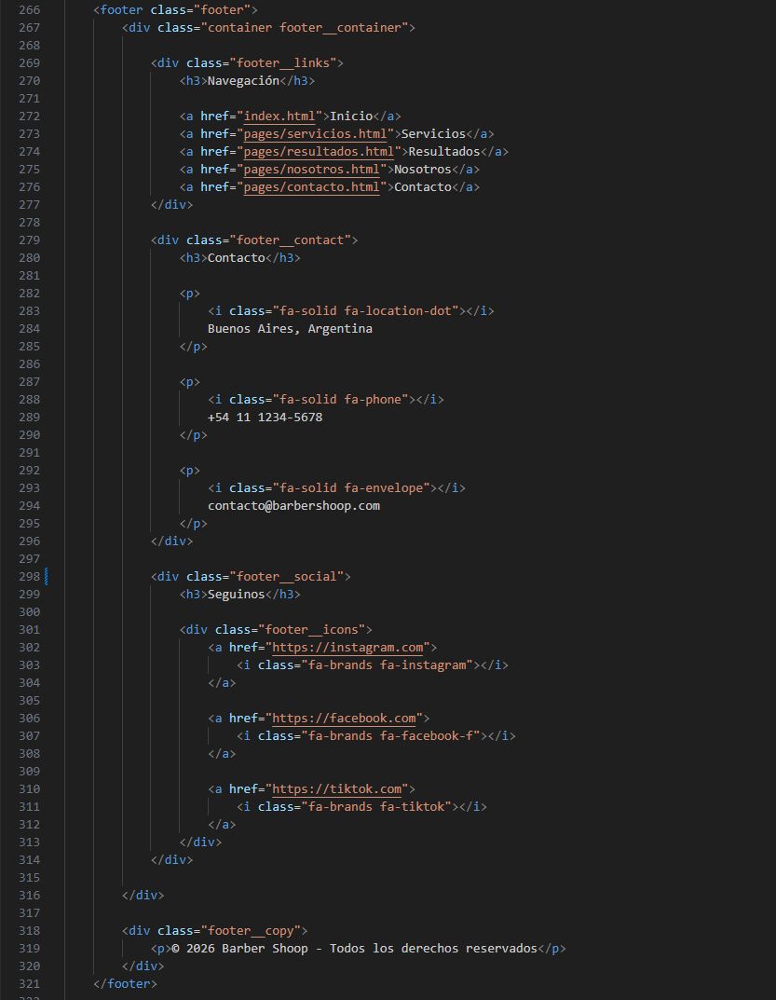 266 <footer class="footer">
267 <div class="container footer__container">
268
269 <div class="footer__links">
270 <h3>Navegación</h3>
271
272 <a href="index.html">Inicio</a>
273 <a href="pages/servicios.html">Servicios</a>
274 <a href="pages/resultados.html">Resultados</a>
275 <a href="pages/nosotros.html">Nosotros</a>
276 <a href="pages/contacto.html">Contacto</a>
277 </div>
278
279 <div class="footer__contact">
280 <h3>Contacto</h3>
281
282 <p>
283 <i class="fa-solid fa-location-dot"></i>
284 Buenos Aires, Argentina
285 </p>
286
287 <p>
288 <i class="fa-solid fa-phone"></i>
289 +54 11 1234-5678
290 </p>
291
292 <p>
293 <i class="fa-solid fa-envelope"></i>
294 contacto@barbershoop.com
295 </p>
296 </div>
297
298 <div class="footer__social">
299 <h3>Seguinos</h3>
300
301 <div class="footer__icons">
302 <a href="https://instagram.com">
303 <i class="fa-brands fa-instagram"></i>
304 </a>
305
306 <a href="https://facebook.com">
307 <i class="fa-brands fa-facebook-f"></i>
308 </a>
309
310 <a href="https://tiktok.com">
311 <i class="fa-brands fa-tiktok"></i>
312 </a>
313 </div>
314 </div>
315
316 </div>
317
318 <div class="footer__copy">
319 <p>© 2026 Barber Shoop - Todos los derechos reservados</p>
320 </div>
321 </footer>